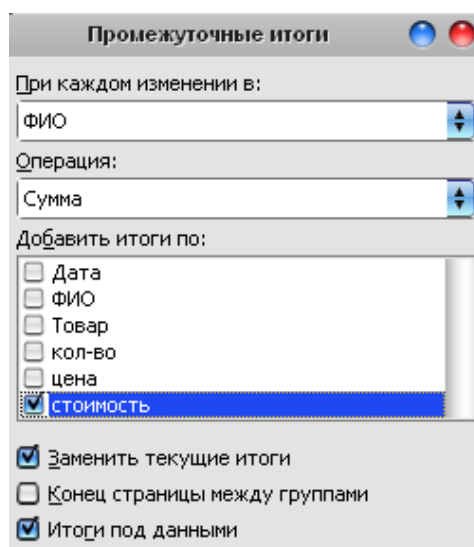 Промежуточные итоги
При каждом изменении в:
ФИО
Операция:
Сумма
Добавить итоги по:
Дата
ФИО
Товар
кол-во
цена
стоимость
Заменить текущие итоги
Конец страницы между группами
Итоги под данными